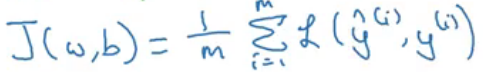 J(w,b) = 1/m ∑_{i=1}^{m} ℒ(ŷ^{(i)}, y^{(i)})